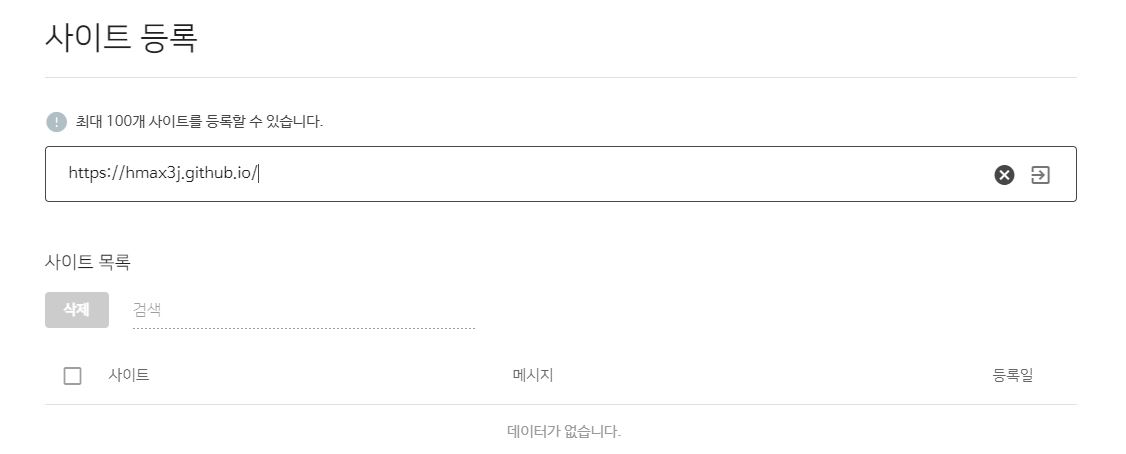 사이트 등록
최대 100개 사이트를 등록할 수 있습니다.
https://hmax3j.github.io/
사이트 목록
삭제 검색
사이트 메시지 등록일
데이터가 없습니다.